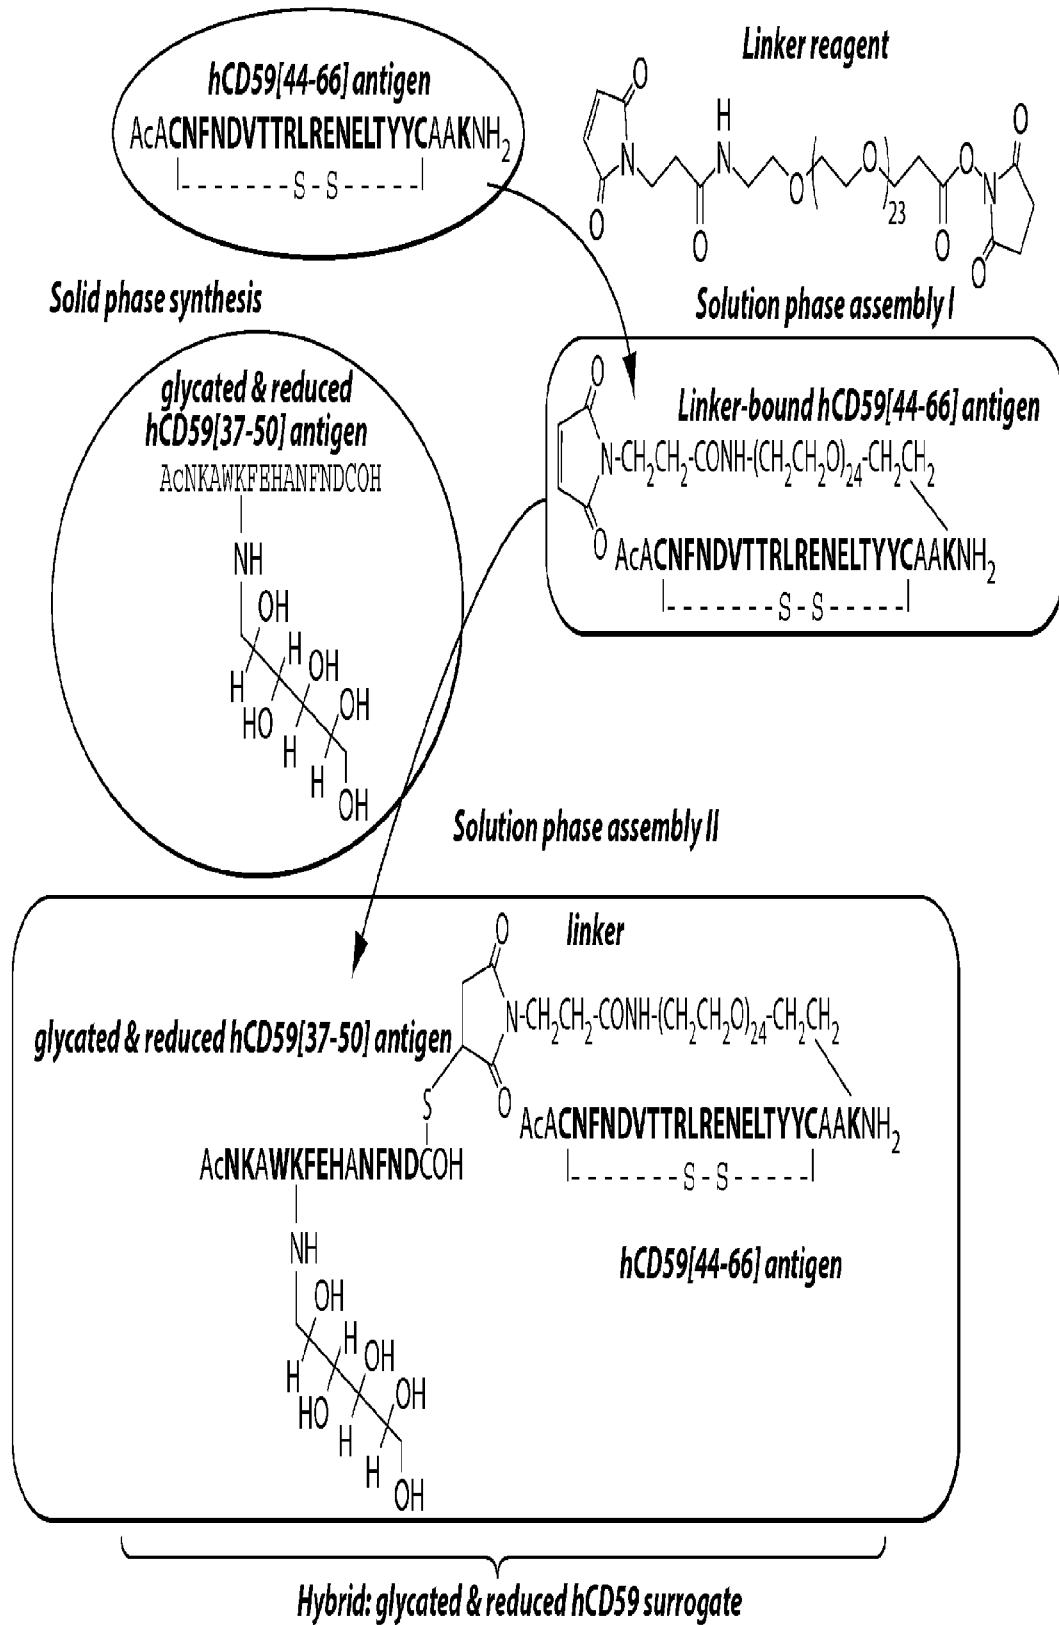 hCD59[44-66] antigen
AcACNFNDVTTRLRENELTYYCAAKNH2
|-------S-S-----|
Linker reagent
O
O
N
O
H
N
O
O
23
O
O
O
N
O
O
Solid phase synthesis
Solution phase assembly I
glycated & reduced
hCD59[37-50] antigen
AcNKAWKFEHANFNDCOH
NH
OH
H
H
OH
HO
OH
H
H
OH
O
Linker-bound hCD59[44-66] antigen
N-CH2CH2-CONH-(CH2CH2O)24-CH2CH2
O
AcACNFNDVTTRLRENELTYYCAAKNH2
|-------S-S-----|
Solution phase assembly II
O
linker
N-CH2CH2-CONH-(CH2CH2O)24-CH2CH2
glycated & reduced hCD59[37-50] antigen
O
S
AcACNFNDVTTRLRENELTYYCAAKNH2
|-------S-S-----|
AcNKAWKFEHANFNDCOH
NH
OH
H
H
OH
HO
OH
H
H
OH
hCD59[44-66] antigen
Hybrid: glycated & reduced hCD59 surrogate